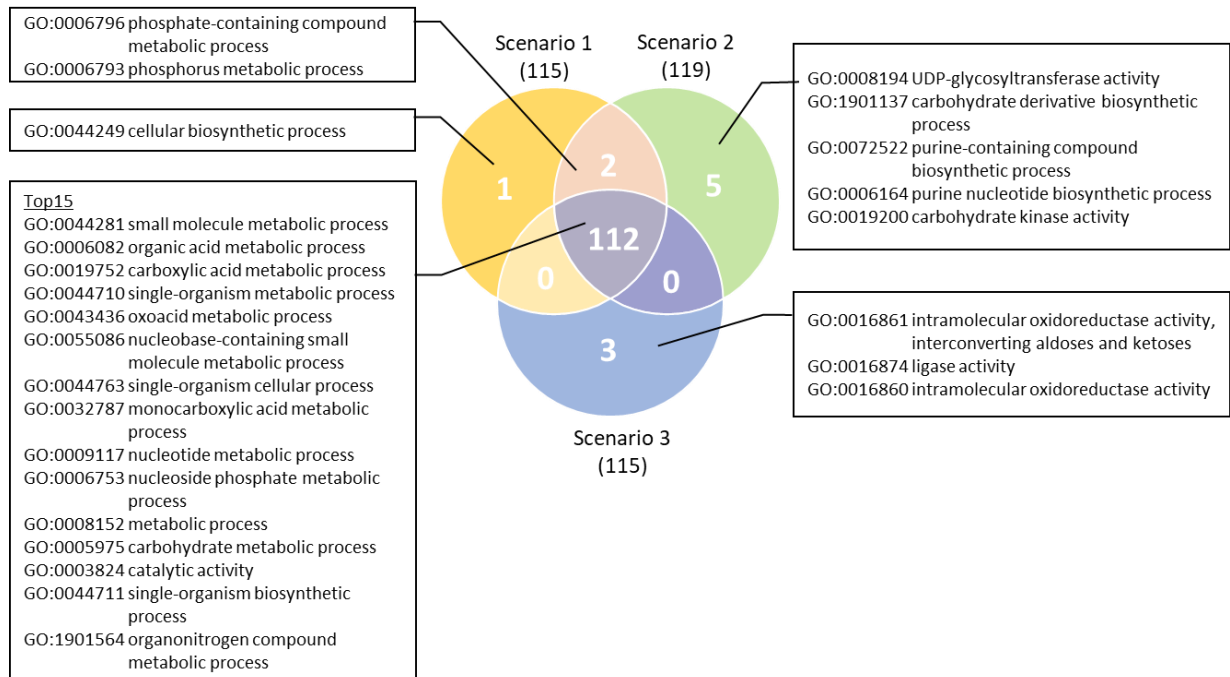 GO:0006796 phosphate-containing compound
metabolic process
GO:0006793 phosphorus metabolic process
GO:0044249 cellular biosynthetic process
Top15
GO:0044281 small molecule metabolic process
GO:0006082 organic acid metabolic process
GO:0019752 carboxylic acid metabolic process
GO:0044710 single-organism metabolic process
GO:0043436 oxoacid metabolic process
GO:0055086 nucleobase-containing small
molecule metabolic process
GO:0044763 single-organism cellular process
GO:0032787 monocarboxylic acid metabolic
process
GO:0009117 nucleotide metabolic process
GO:0006753 nucleoside phosphate metabolic
process
GO:0008152 metabolic process
GO:0005975 carbohydrate metabolic process
GO:0003824 catalytic activity
GO:0044711 single-organism biosynthetic
process
GO:1901564 organonitrogen compound
metabolic process
Scenario 1
(115)
Scenario 2
(119)
1
2
5
112
0
0
3
Scenario 3
(115)
GO:0008194 UDP-glycosyltransferase activity
GO:1901137 carbohydrate derivative biosynthetic
process
GO:0072522 purine-containing compound
biosynthetic process
GO:0006164 purine nucleotide biosynthetic process
GO:0019200 carbohydrate kinase activity
GO:0016861 intramolecular oxidoreductase activity,
interconverting aldoses and ketoses
GO:0016874 ligase activity
GO:0016860 intramolecular oxidoreductase activity